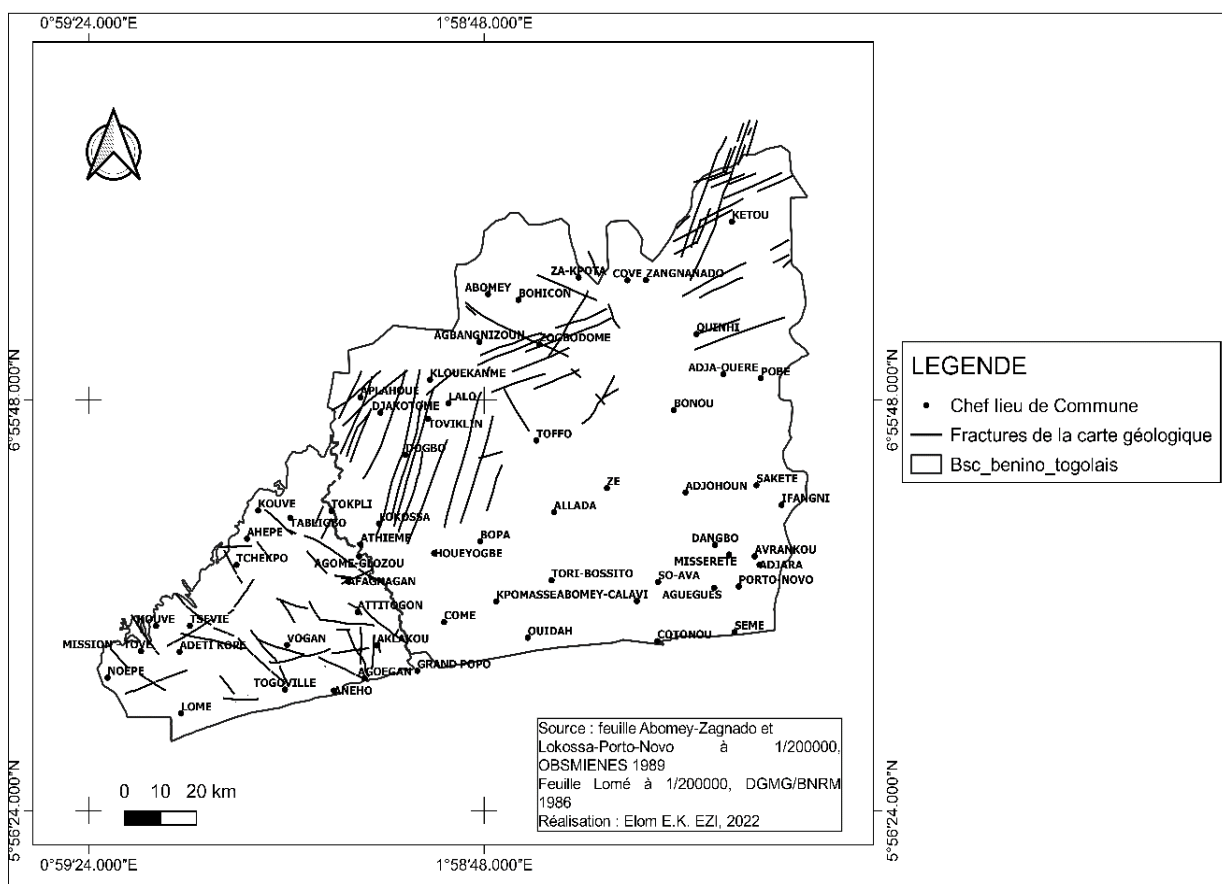 0°59'24.000"E
1°58'48.000"E
KETOU
ZA-KPOTA
COVE ZANGNANADO
ABOMEY
BOHICON
AGBANGNIZOUN
ZOGBODOME
OUINHI
ADJA-OUERE
POBE
KLOUEKANME
APLAHOUE
LALO
DJAKOTOME
TOVIKLIN
BONOU
DOGBO
TOFFO
6°55'48.000"N
6°55'48.000"N
ZE
ADJOHOUN
SAKETE
IFANGNI
KOUVE
TOKPLI
TABLIGBO
LOKOSSA
ALLADA
AHEPE
ATHIEME
BOPA
HOUEYOGBE
DANGBO
MISSERETE
AVRANKOU
ADJARA
TCHEKPO
AGOME-GLOZOU
AFAGNAGAN
TORI-BOSSITO
SO-AVA
AGUEGUES
PORTO-NOVO
KPOMASSE
ABOMEY-CALAVI
ATTITOGON
COME
TSEVIE
MISSION TOVE
ADETI KOPE
VOGAN
AKLAKOU
OUIDAH
COTONOU
SEME
NOEPE
AGOEGAN
GRAND POPO
TOGOVILLE
ANEHO
LOME
LEGENDE
Chef lieu de Commune
Fractures de la carte géologique
Bsc_benino_togolais
0 10 20 km
Source : feuille Abomey-Zagnado et
Lokossa-Porto-Novo à 1/200000,
OBSMIENES 1989
Feuille Lomé à 1/200000, DGMG/BNRM
1986
Réalisation : Elom E.K. EZI, 2022
5°56'24.000"N
5°56'24.000"N
0°59'24.000"E
1°58'48.000"E